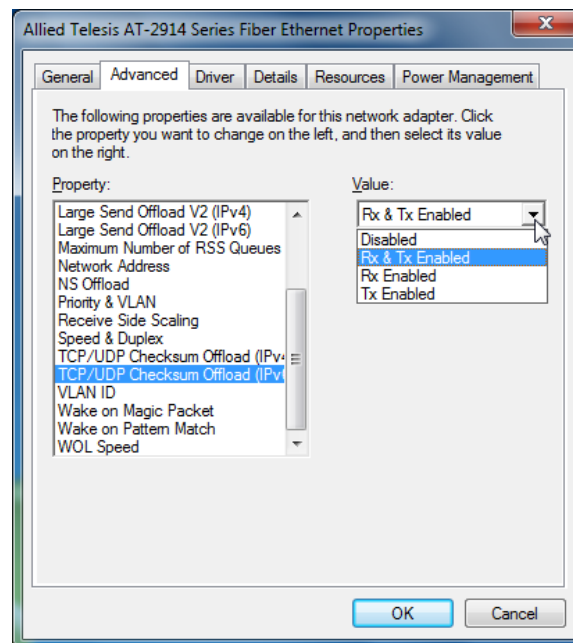 Allied Telesis AT-2914 Series Fiber Ethernet Properties
General Advanced Driver Details Resources Power Management
The following properties are available for this network adapter. Click
the property you want to change on the left, and then select its value
on the right.
Property:
Large Send Offload V2 (IPv4)
Large Send Offload V2 (IPv6)
Maximum Number of RSS Queues
Network Address
NS Offload
Priority & VLAN
Receive Side Scaling
Speed & Duplex
TCP/UDP Checksum Offload (IPv4
TCP/UDP Checksum Offload (IPv6
VLAN ID
Wake on Magic Packet
Wake on Pattern Match
WOL Speed
Value:
Rx & Tx Enabled
Disabled
Rx & Tx Enabled
Rx Enabled
Tx Enabled
OK Cancel